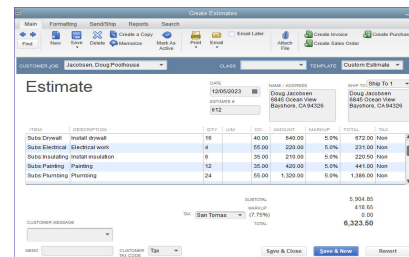 Create Estimates
Main Formatting Send/Ship Reports Search
Find New Save Delete Create a Copy Memorize Mark As Active Print Email Email Later Attach File Create Invoice Create Sales Order Create Purchas
CUSTOMER:JOB Jacobsen, Doug:Poolhouse CLASS TEMPLATE Custom Estimate
Estimate
DATE
12/05/2023
ESTIMATE #
612
NAME / ADDRESS
Doug Jacobsen
6845 Ocean View
Bayshore, CA 94326
SHIP TO Ship To 1
Doug Jacobsen
6845 Ocean View
Bayshore, CA 94326
ITEM DESCRIPTION QTY U/M CO... AMOUNT MARKUP TOTAL TAX
Subs:Drywall Install drywall 16 40.00 640.00 5.0% 672.00 Non
Subs:Electrical Electrical work 4 55.00 220.00 5.0% 231.00 Non
Subs:Insulating Install insulation 6 35.00 210.00 5.0% 220.50 Non
Subs:Painting Painting 12 35.00 420.00 5.0% 441.00 Non
Subs:Plumbing Plumbing 24 55.00 1,320.00 5.0% 1,386.00 Non
SUBTOTAL 5,904.85
MARKUP 418.65
TAX San Tomas (7.75%) 0.00
TOTAL 6,323.50
CUSTOMER MESSAGE
MEMO
CUSTOMER TAX CODE Tax
Save & Close Save & New Revert